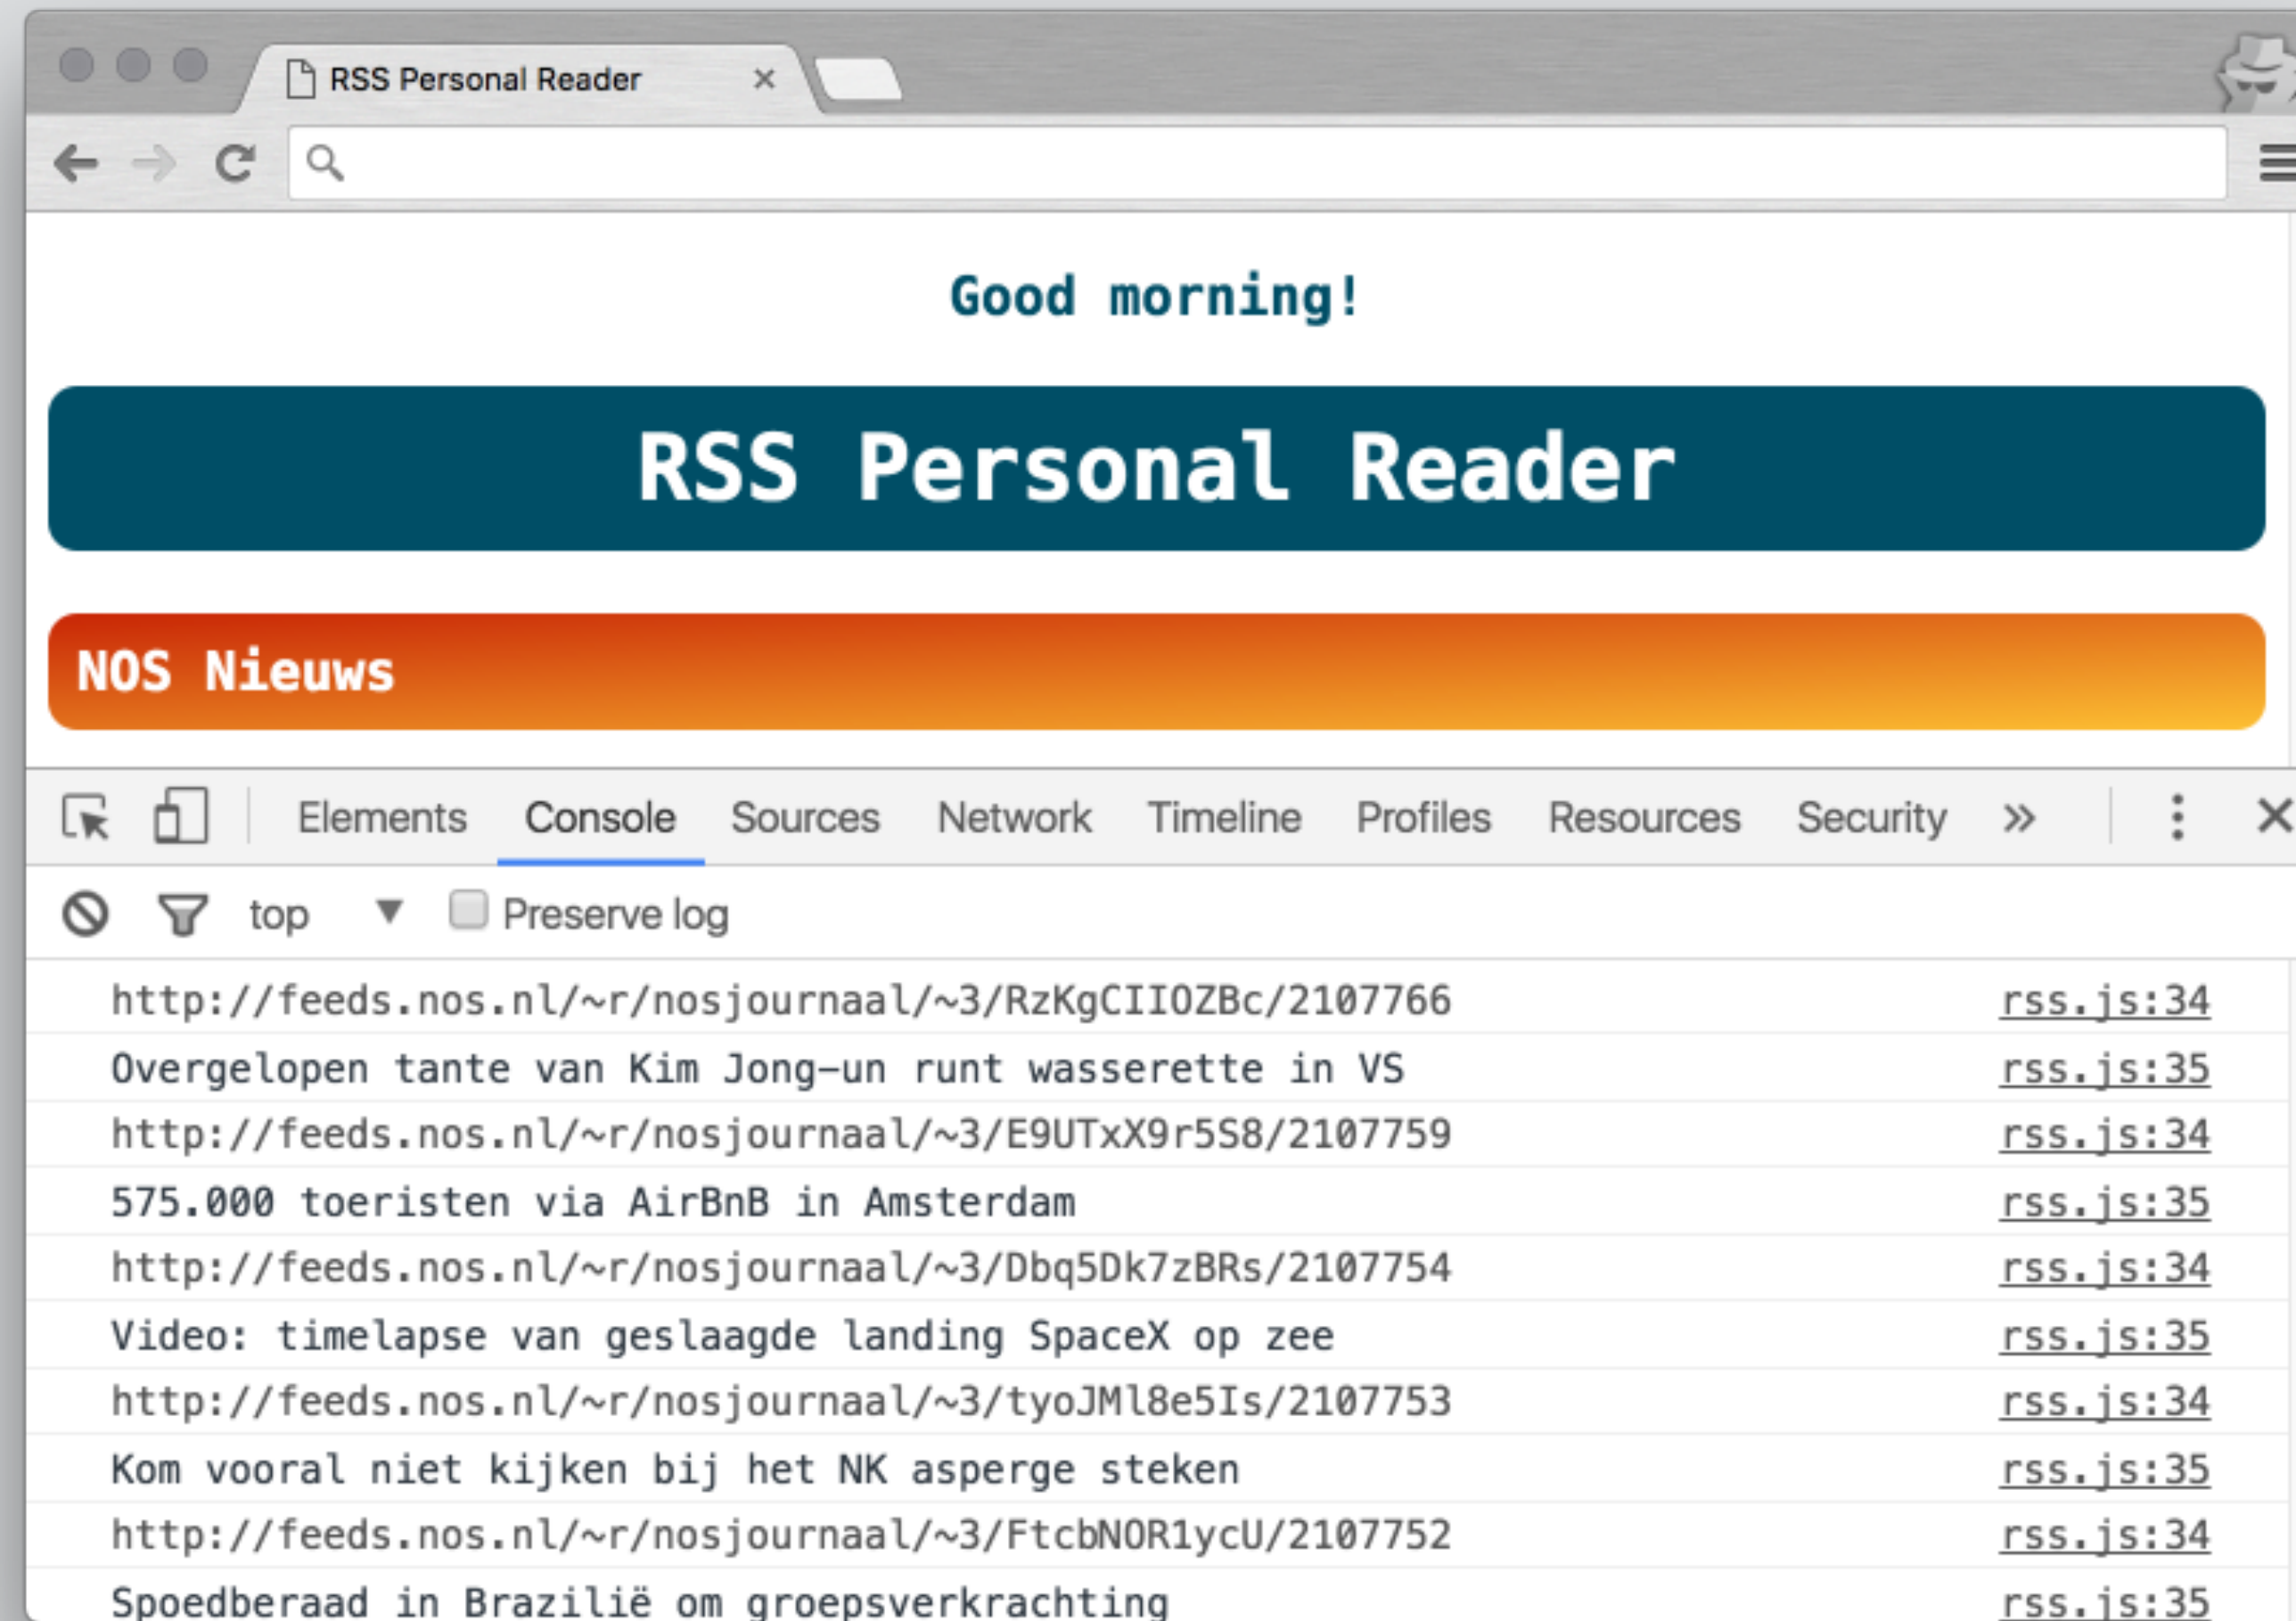 RSS Personal Reader
Good morning!
RSS Personal Reader
NOS Nieuws
Elements Console Sources Network Timeline Profiles Resources Security »
top ▼ Preserve log
http://feeds.nos.nl/~r/nosjournaal/~3/RzKgCIIOZBc/2107766 rss.js:34
Overgelopen tante van Kim Jong-un runt wasserette in VS rss.js:35
http://feeds.nos.nl/~r/nosjournaal/~3/E9UTxX9r5S8/2107759 rss.js:34
575.000 toeristen via AirBnB in Amsterdam rss.js:35
http://feeds.nos.nl/~r/nosjournaal/~3/Dbq5Dk7zBRs/2107754 rss.js:34
Video: timelapse van geslaagde landing SpaceX op zee rss.js:35
http://feeds.nos.nl/~r/nosjournaal/~3/tyoJMl8e5Is/2107753 rss.js:34
Kom vooral niet kijken bij het NK asperge steken rss.js:35
http://feeds.nos.nl/~r/nosjournaal/~3/FtcbNOR1ycU/2107752 rss.js:34
Spoedberaad in Brazilië om groepsverkrachting rss.js:35